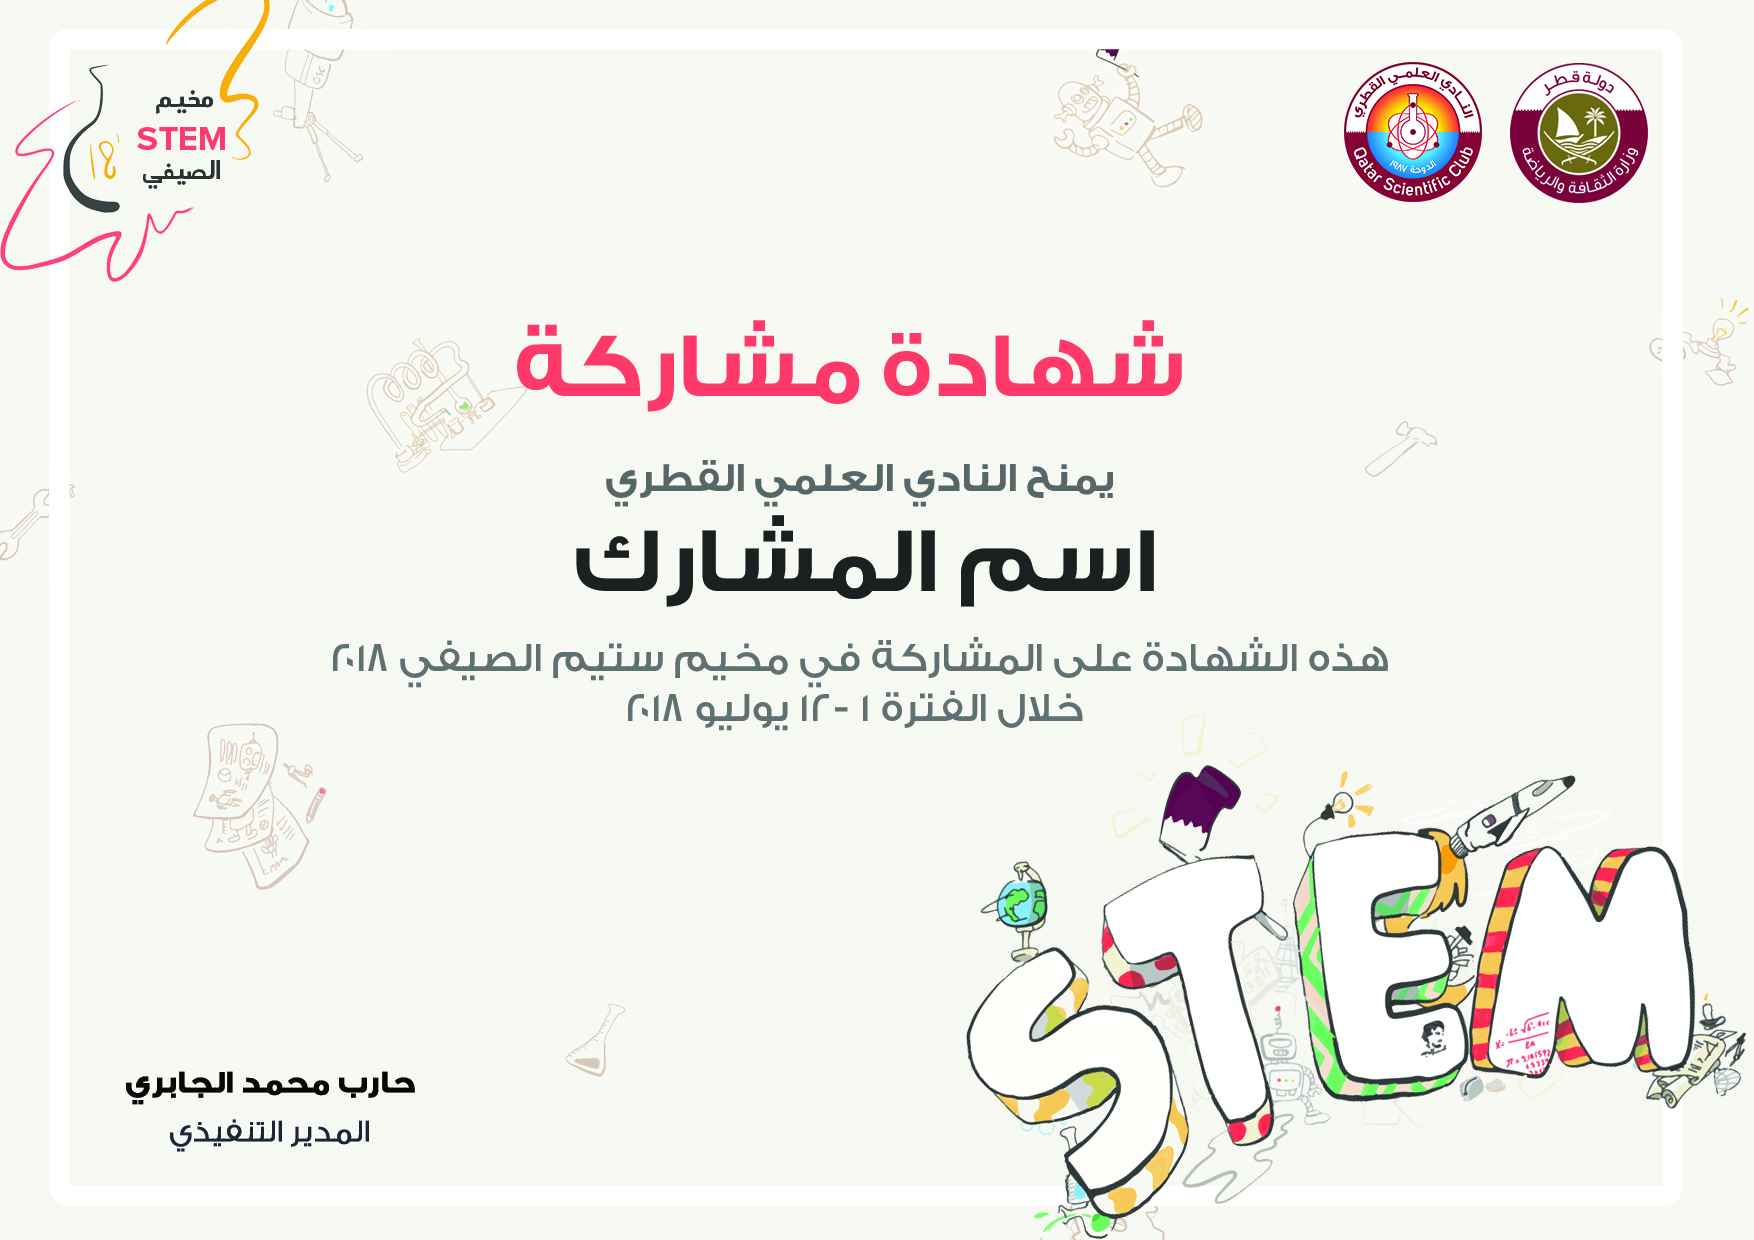 مخيم
STEM
الصيفي
18'
النادي العلمي القطري
الدوحة ١٩٨٧
Qatar Scientific Club
دولة قطر
وزارة الثقافة والرياضة
شهادة مشاركة
يمنح النادي العلمي القطري
اسم المشارك
هذه الشهادة على المشاركة في مخيم ستيم الصيفي ٢٠١٨
خلال الفترة ١ -١٢ يوليو ٢٠١٨
STEM
حارب محمد الجابري
المدير التنفيذي